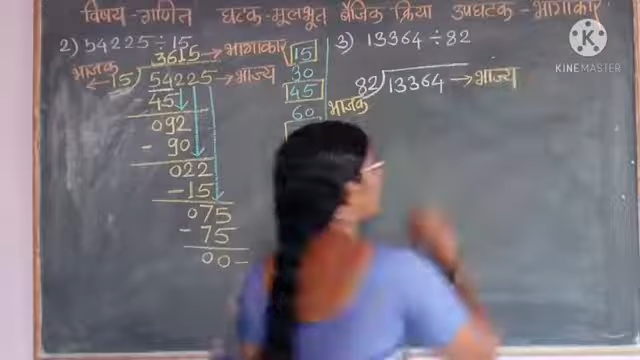 विषय-गणित घटक-मूलभूत बैजिक क्रिया उपघटक-भागाकार
2) 54225÷15
3615 → भागाकार
भाजक ← 15) 54225 → भाज्य
45
092
- 90
022
-15
075
- 75
00-
15
30
45
60
3) 13364÷82
भाजक 82) 13364 → भाज्य
K
KINEMASTER